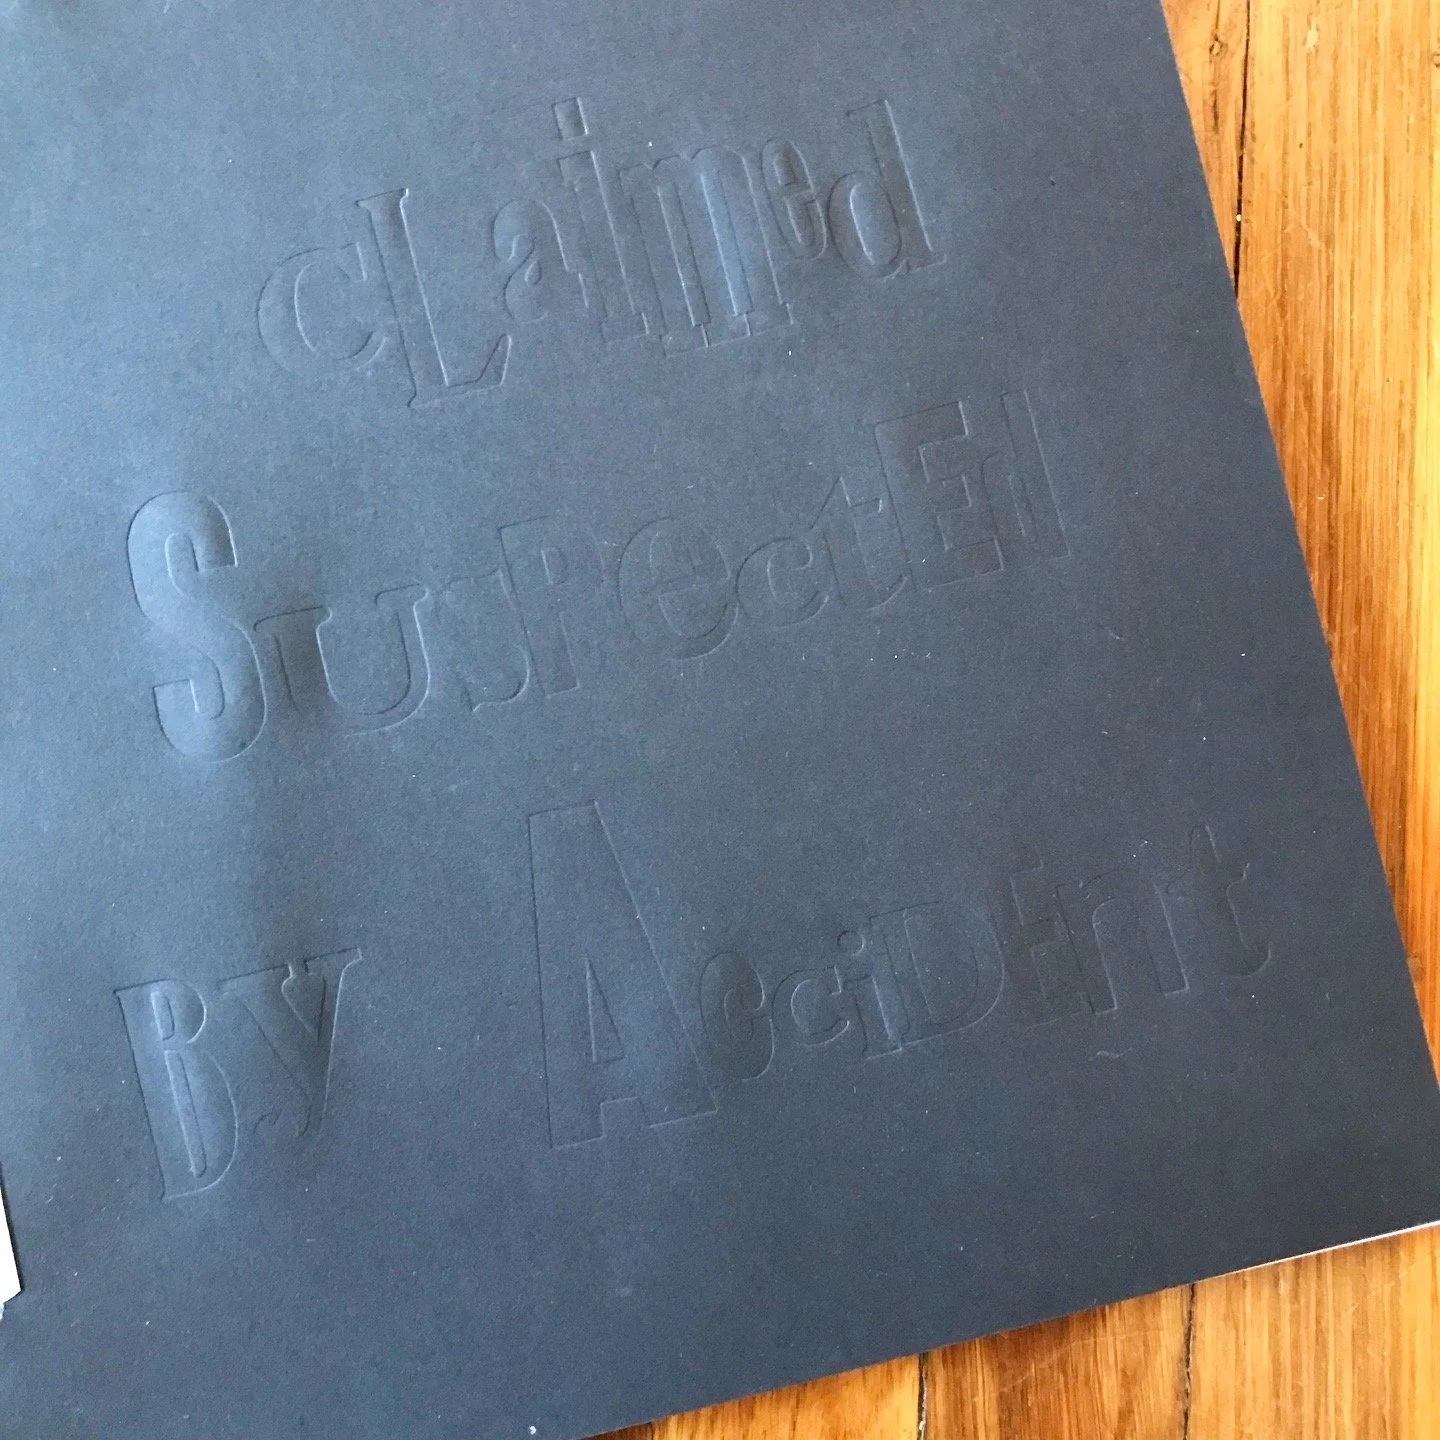 cLaimed
SuspectEd
By AcciDEnt